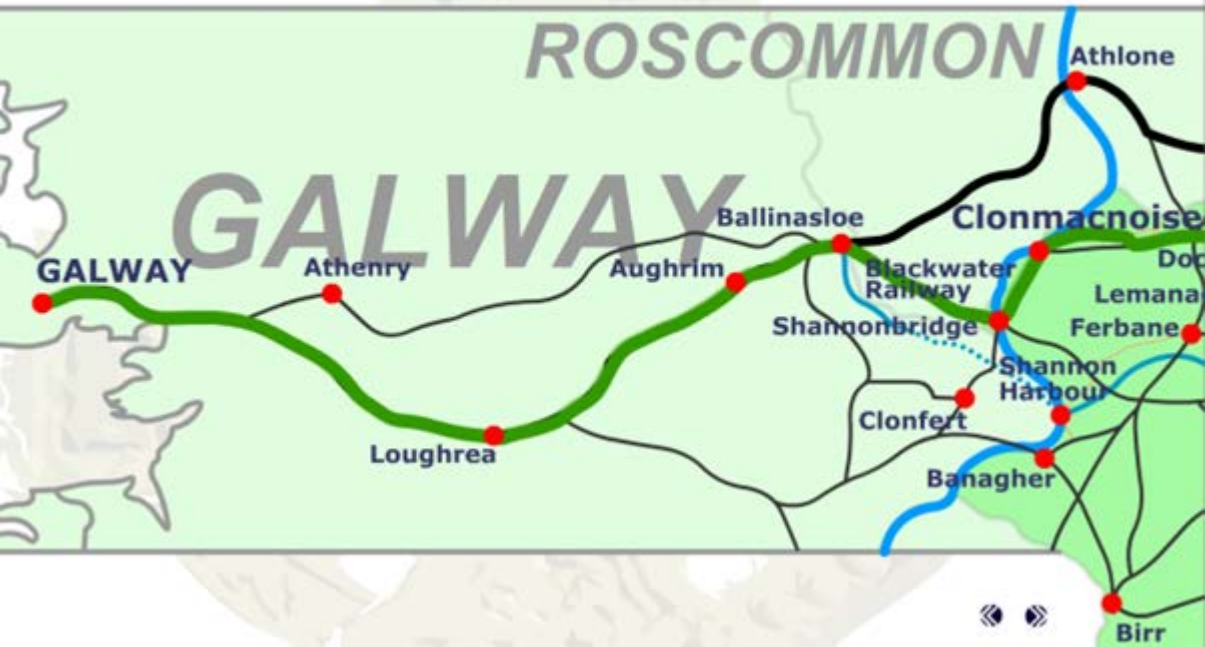 ROSCOMMON
Athlone
GALWAY
Ballinasloe
Clonmacnoise
GALWAY
Athenry
Aughrim
Blackwater
Railway
Doo
Lemana
Shannonbridge
Ferbane
Shannon
Harbour
Clonfert
Loughrea
Banagher
Birr